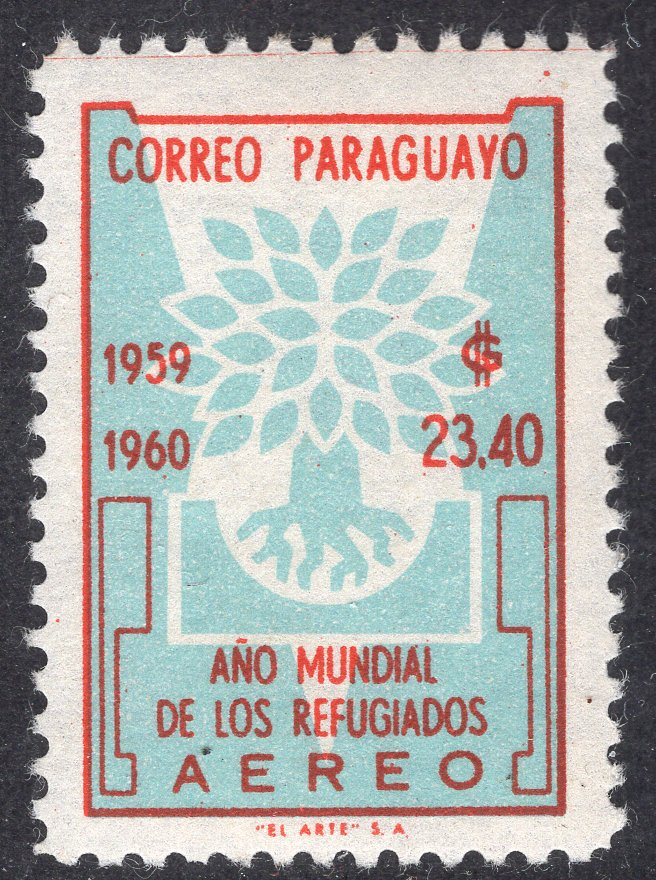 CORREO PARAGUAYO
1959
₲
1960
23.40
AÑO MUNDIAL
DE LOS REFUGIADOS
AEREO
"EL ARTE" S. A.